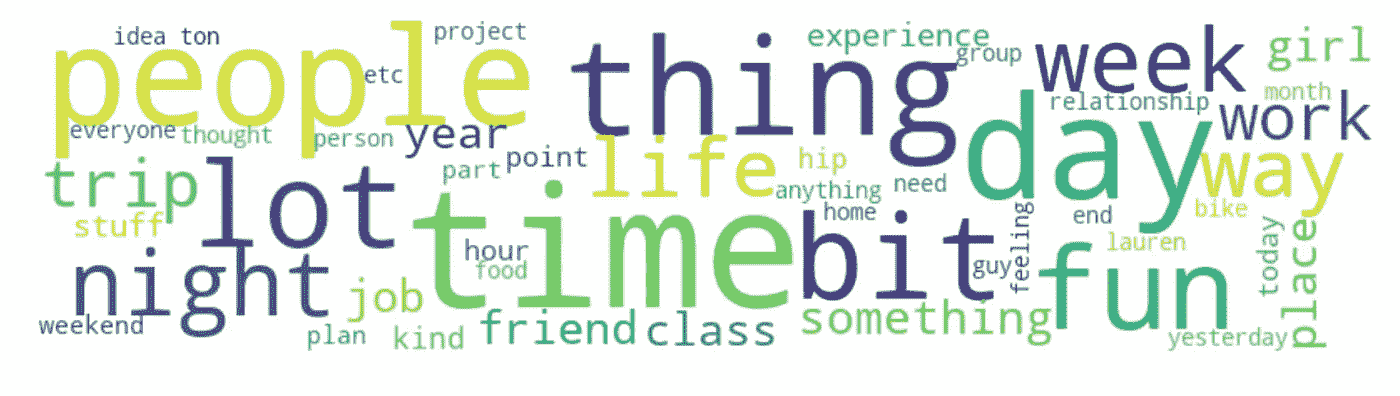 idea ton
project
people
etc
thing
experience
group
week
girl
month
relationship
work
everyone
thought
person
year
day
part
point
life
hip
way
trip
lot
anything
need
stuff
time
home
bit
feeling
end
bike
lauren
today
place
night
hour
food
guy
fun
job
weekend
plan
kind
friend
class
something
yesterday